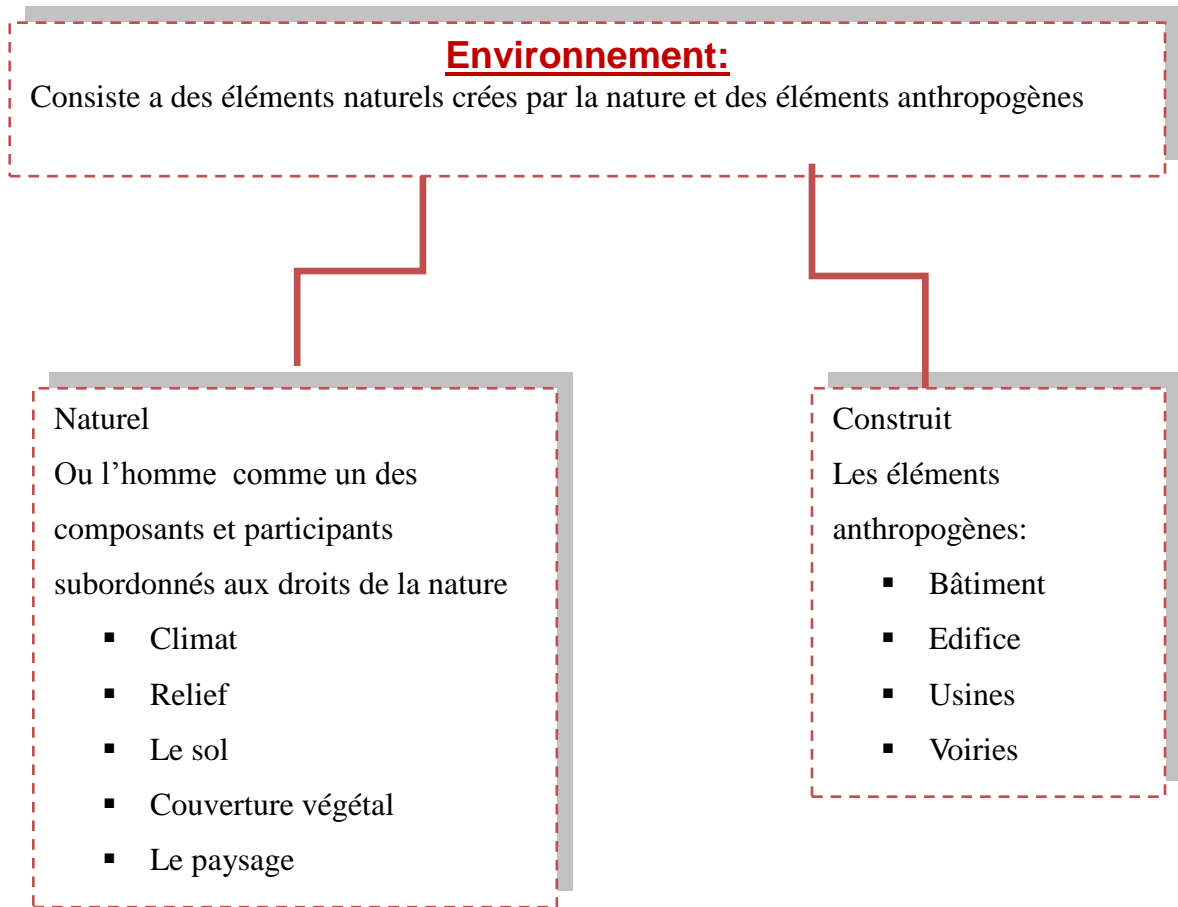 Environnement:
Consiste a des éléments naturels crées par la nature et des éléments anthropogènes
Naturel
Ou l’homme comme un des
composants et participants
subordonnés aux droits de la nature
▪ Climat
▪ Relief
▪ Le sol
▪ Couverture végétal
▪ Le paysage
Construit
Les éléments
anthropogènes:
▪ Bâtiment
▪ Edifice
▪ Usines
▪ Voiries